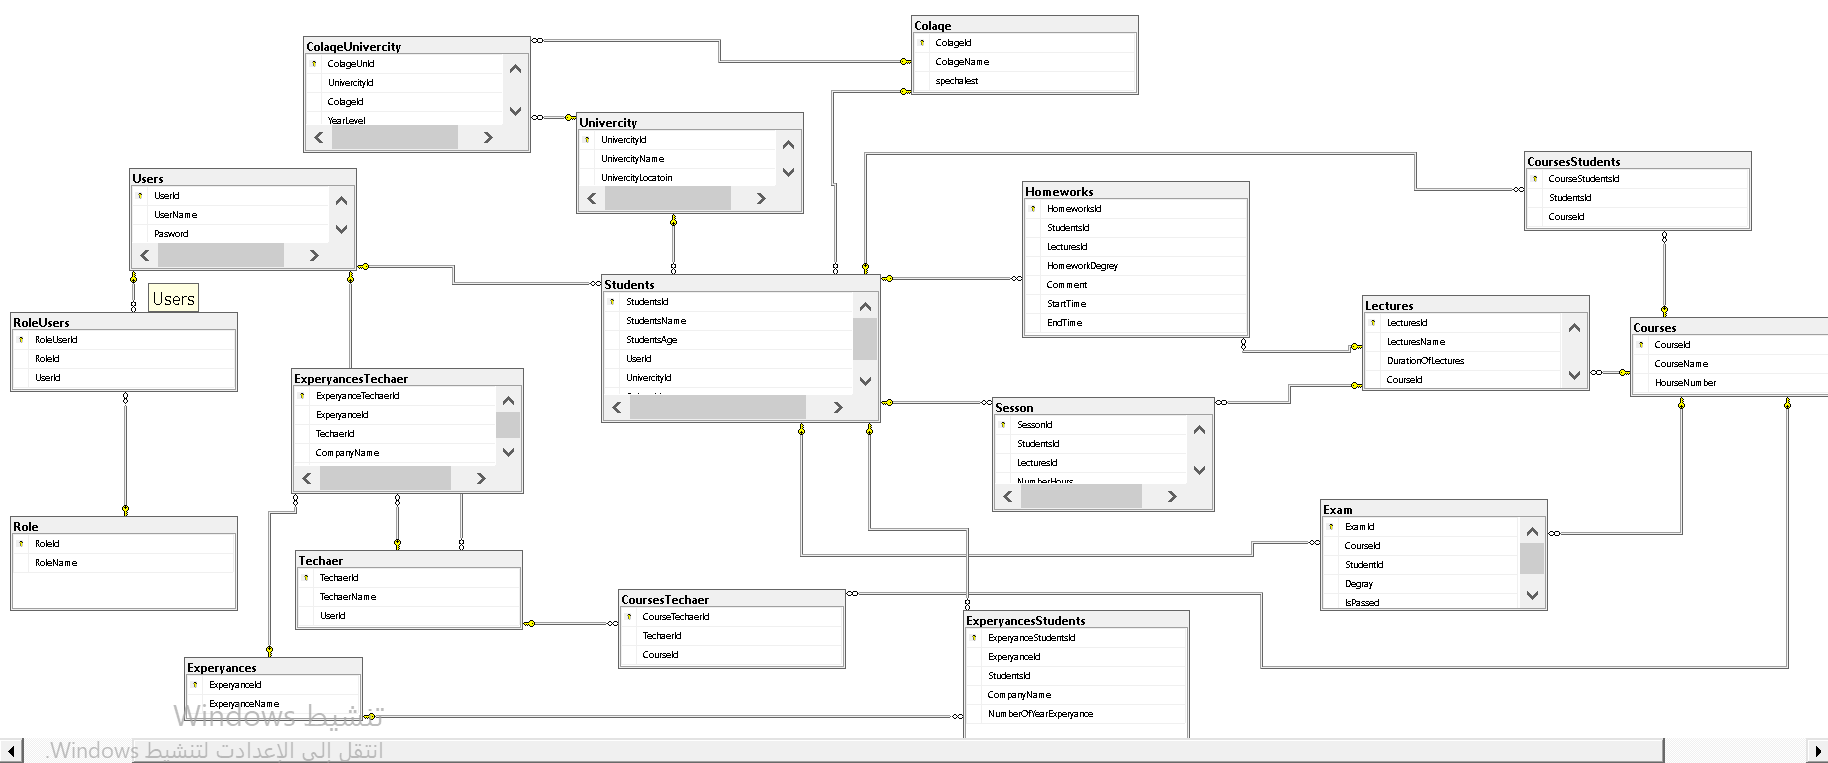 Colage
ColageId
ColageName
spechalest
ColageUnivercity
ColageUnId
UnivercityId
ColageId
YearLevel
Univercity
UnivercityId
UnivercityName
UnivercityLocatoin
CoursesStudents
CourseStudentsId
StudentsId
CourseId
Users
UserId
UserName
Pasword
Homeworks
HomeworksId
StudentsId
LecturesId
HomeworkDegrey
Comment
StartTime
EndTime
Users
Students
StudentsId
StudentsName
StudentsAge
UserId
UnivercityId
RoleUsers
RoleUserId
RoleId
UserId
Lectures
LecturesId
LecturesName
DurationOfLectures
CourseId
Courses
CourseId
CourseName
HourseNumber
ExperyancesTechaer
ExperyanceTechaerId
ExperyanceId
TechaerId
CompanyName
Sesson
SessonId
StudentsId
LecturesId
NumberHours
Role
RoleId
RoleName
Exam
ExamId
CourseId
StudentId
Degray
IsPassed
Techaer
TechaerId
TechaerName
UserId
CoursesTechaer
CourseTechaerId
TechaerId
CourseId
ExperyancesStudents
ExperyanceStudentsId
ExperyanceId
StudentsId
CompanyName
NumberOfYearExperyance
Experyances
ExperyanceId
ExperyanceName
تنشيط Windows
انتقل إلى الإعدادت لتنشيط Windows.